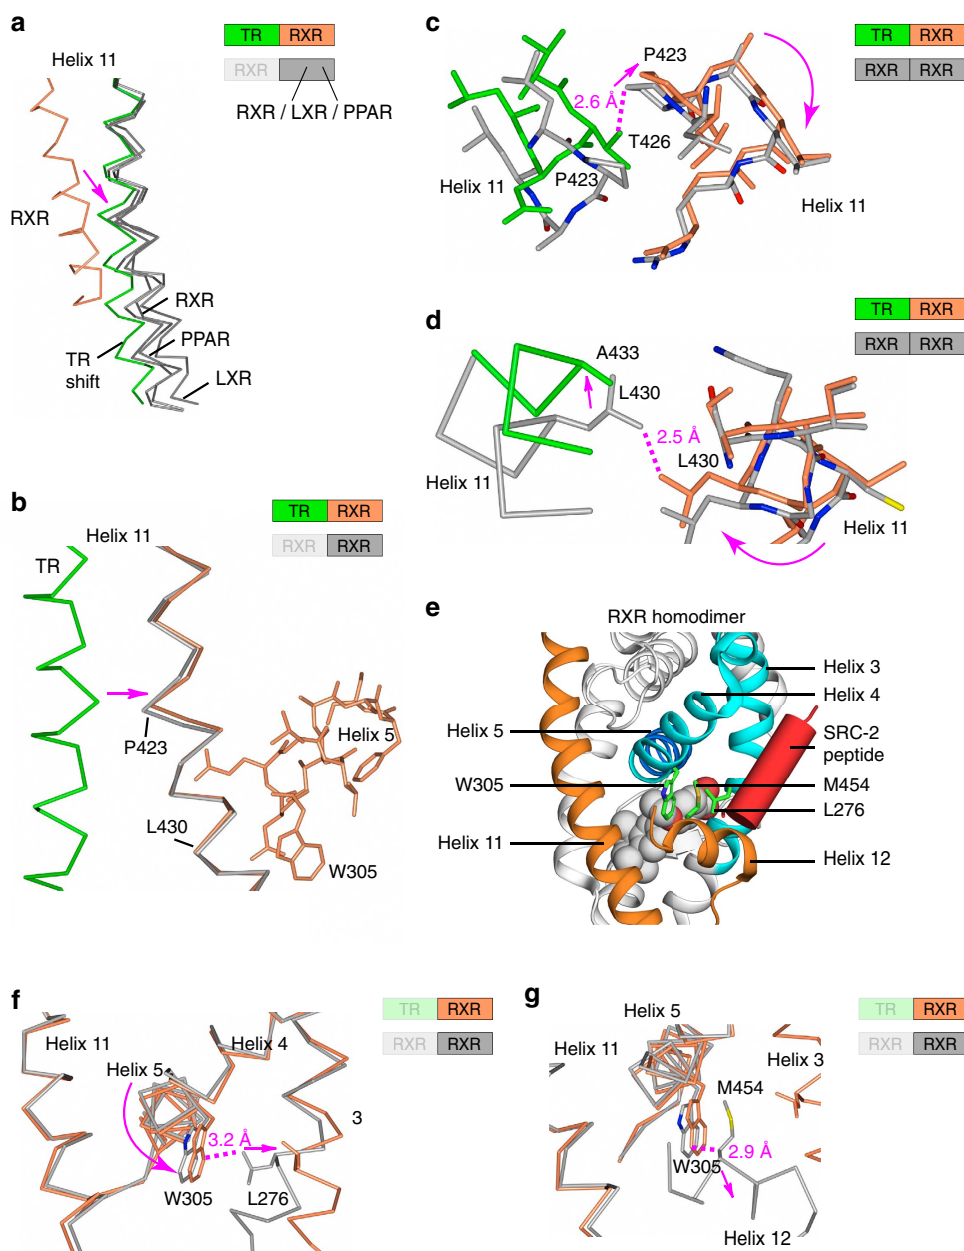 a
TR RXR
Helix 11
RXR
RXR / LXR / PPAR
RXR
RXR
PPAR
TR
shift
LXR
b
TR RXR
Helix 11
RXR RXR
TR
P423
Helix 5
L430
W305
c
TR RXR
P423
RXR RXR
2.6 Å
T426
P423
Helix 11
Helix 11
d
TR RXR
RXR RXR
A433
L430
2.5 Å
L430
Helix 11
Helix 11
e
RXR homodimer
Helix 3
Helix 4
Helix 5
SRC-2
peptide
W305
M454
L276
Helix 11
Helix 12
f
TR RXR
RXR RXR
Helix 11
Helix 4
Helix 5
3
3.2 Å
W305
L276
g
TR RXR
Helix 5
RXR RXR
Helix 11
Helix 3
M454
2.9 Å
W305
Helix 12